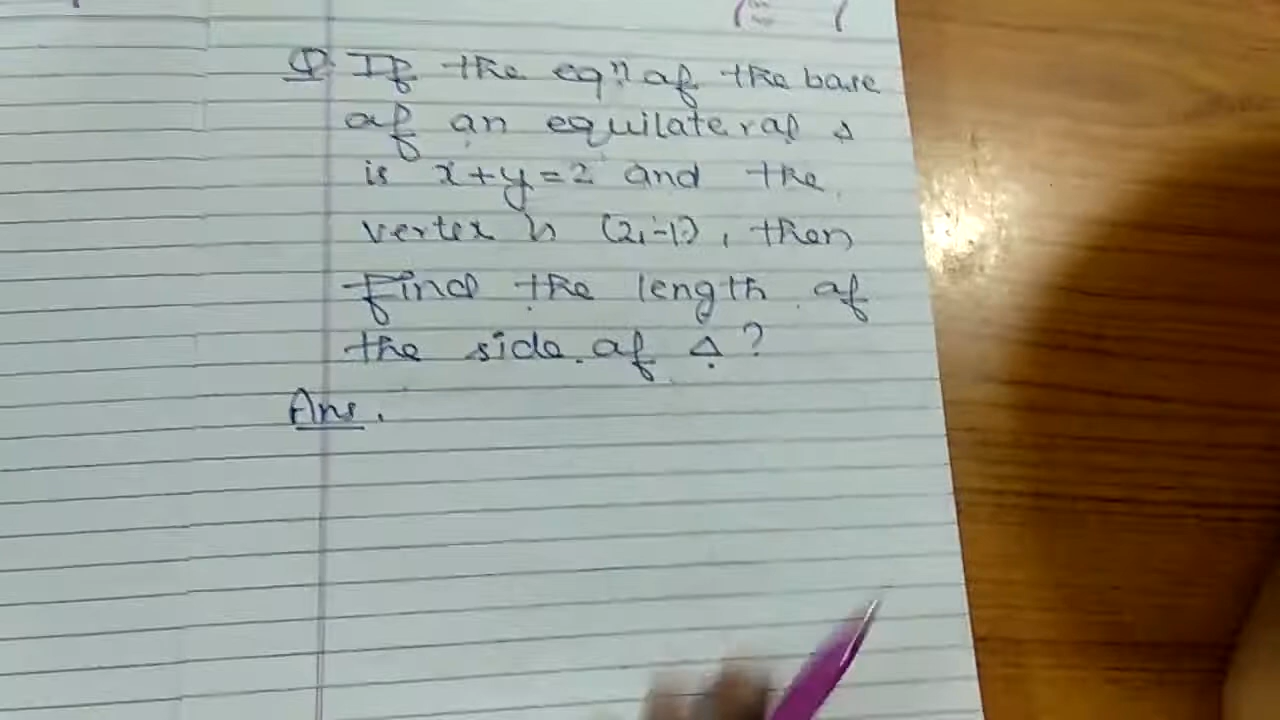 Q. If the eqn. of the base
of an equilateral Δ
is x+y=2 and the
vertex is (2,-1), then
find the length of
the side of Δ?
Ans.